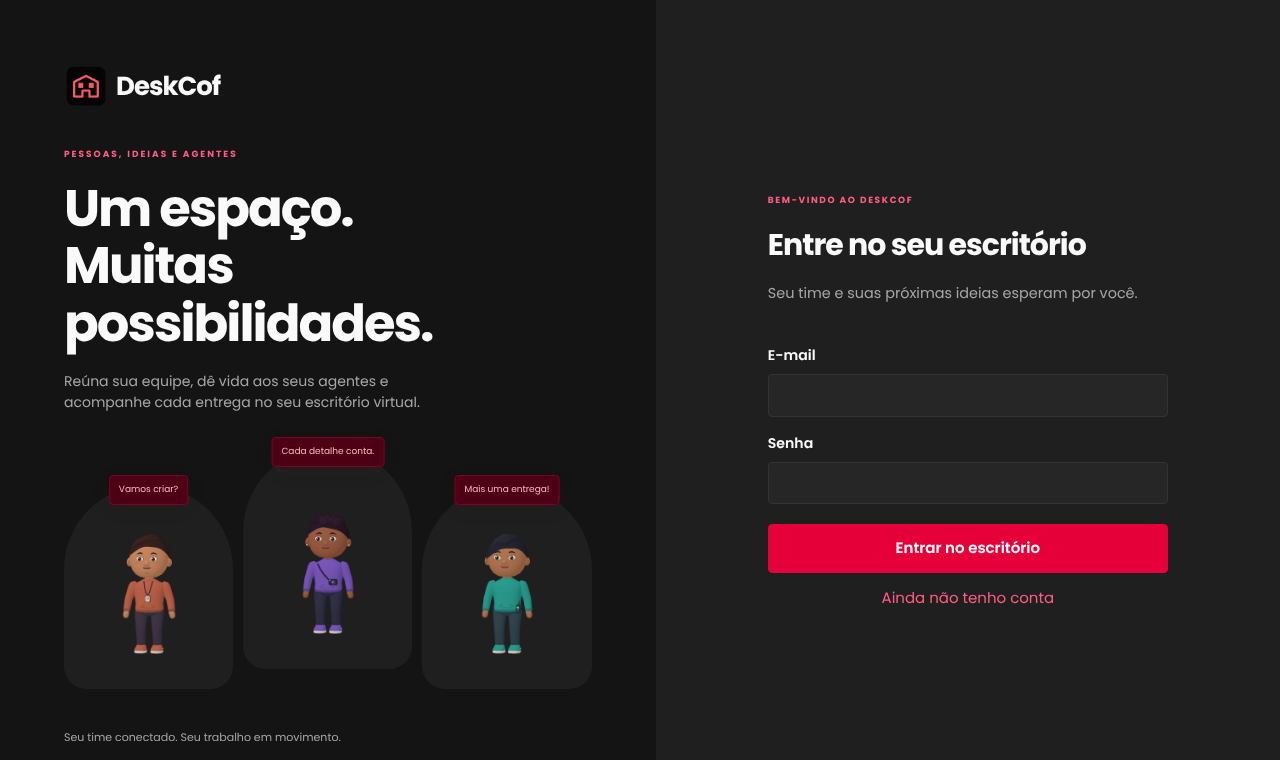 DeskCof
PESSOAS, IDEIAS E AGENTES
Um espaço.
Muitas
possibilidades.
Reúna sua equipe, dê vida aos seus agentes e
acompanhe cada entrega no seu escritório virtual.
Vamos criar?
Cada detalhe conta.
Mais uma entrega!
Seu time conectado. Seu trabalho em movimento.
BEM-VINDO AO DESKCOF
Entre no seu escritório
Seu time e suas próximas ideias esperam por você.
E-mail
Senha
Entrar no escritório
Ainda não tenho conta